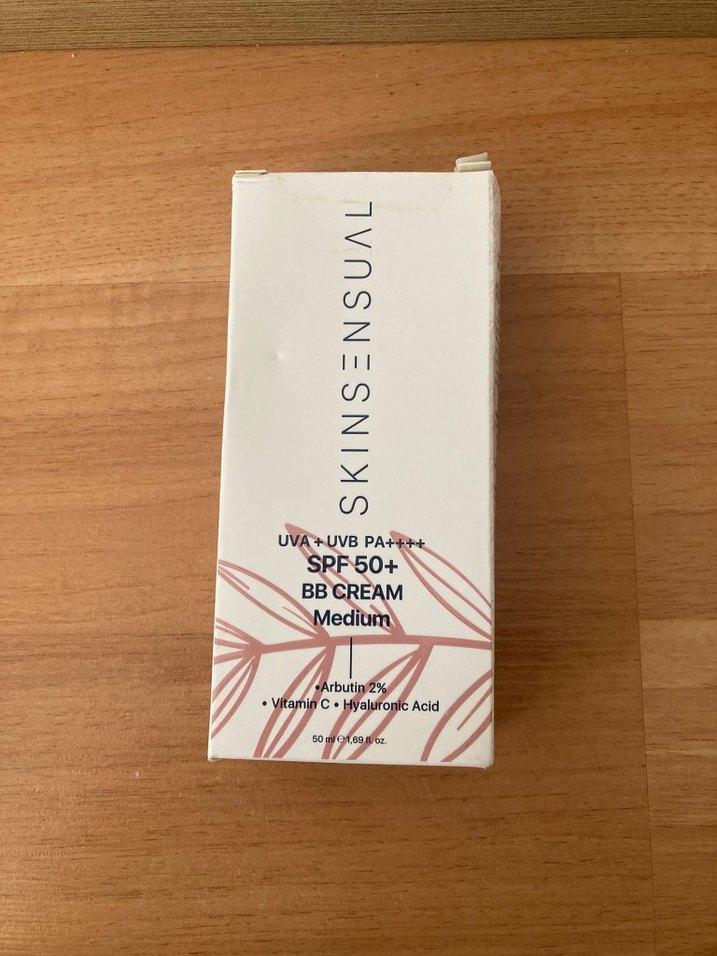 SKINSENSUAL
UVA + UVB PA++++
SPF 50+
BB CREAM
Medium
•Arbutin 2%
• Vitamin C • Hyaluronic Acid
50 ml ℮ 1,69 fl. oz.